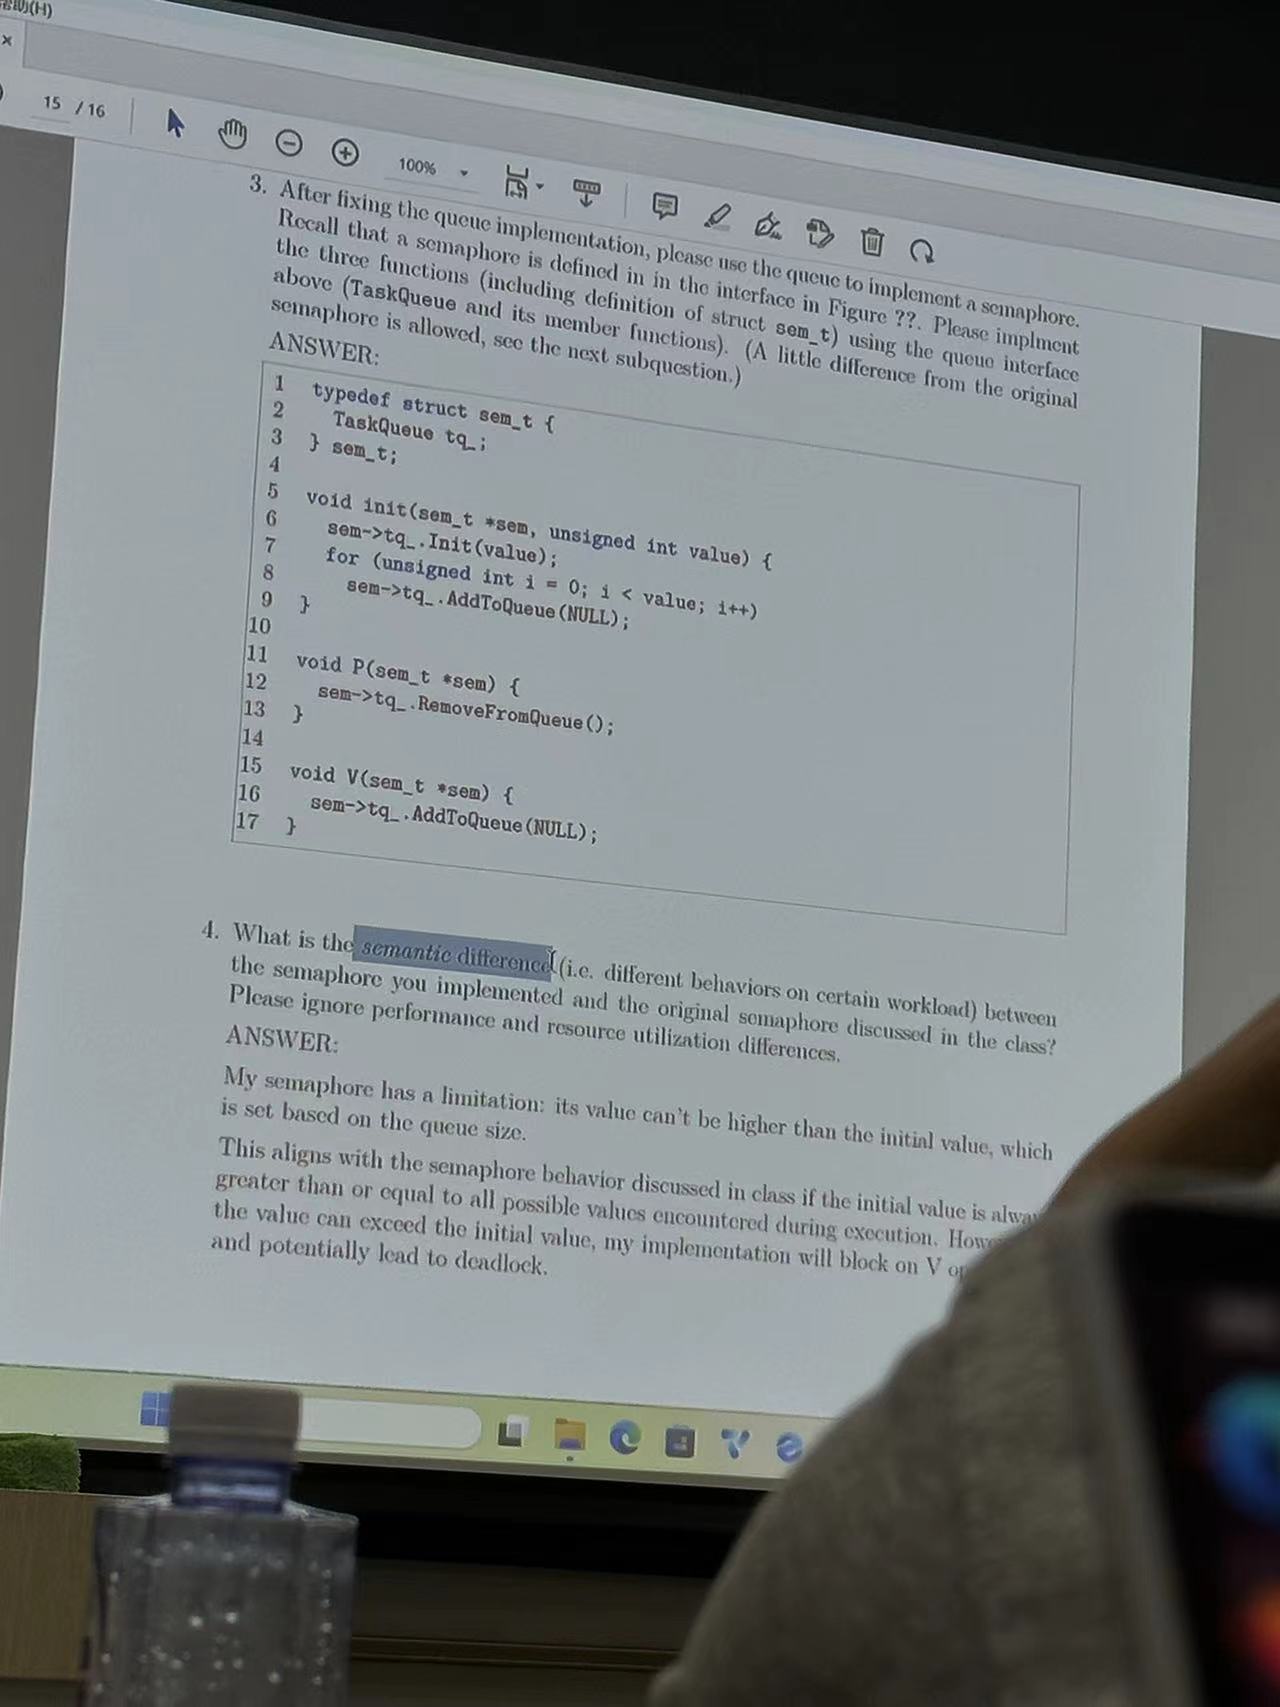 助(H)
15 / 16
100%
3. After fixing the queue implementation, please use the queue to implement a semaphore.
Recall that a semaphore is defined in in the interface in Figure ??. Please implment
the three functions (including definition of struct sem_t) using the queue interface
above (TaskQueue and its member functions). (A little difference from the original
semaphore is allowed, see the next subquestion.)
ANSWER:
1 typedef struct sem_t {
2 TaskQueue tq_;
3 } sem_t;
4
5 void init(sem_t *sem, unsigned int value) {
6 sem->tq_.Init(value);
7 for (unsigned int i = 0; i < value; i++)
8 sem->tq_.AddToQueue(NULL);
9 }
10
11 void P(sem_t *sem) {
12 sem->tq_.RemoveFromQueue();
13 }
14
15 void V(sem_t *sem) {
16 sem->tq_.AddToQueue(NULL);
17 }
4. What is the semantic difference (i.e. different behaviors on certain workload) between
the semaphore you implemented and the original semaphore discussed in the class?
Please ignore performance and resource utilization differences.
ANSWER:
My semaphore has a limitation: its value can't be higher than the initial value, which
is set based on the queue size.
This aligns with the semaphore behavior discussed in class if the initial value is
greater than or equal to all possible values encountered during execution.
the value can exceed the initial value, my implementation will block on V
and potentially lead to deadlock.